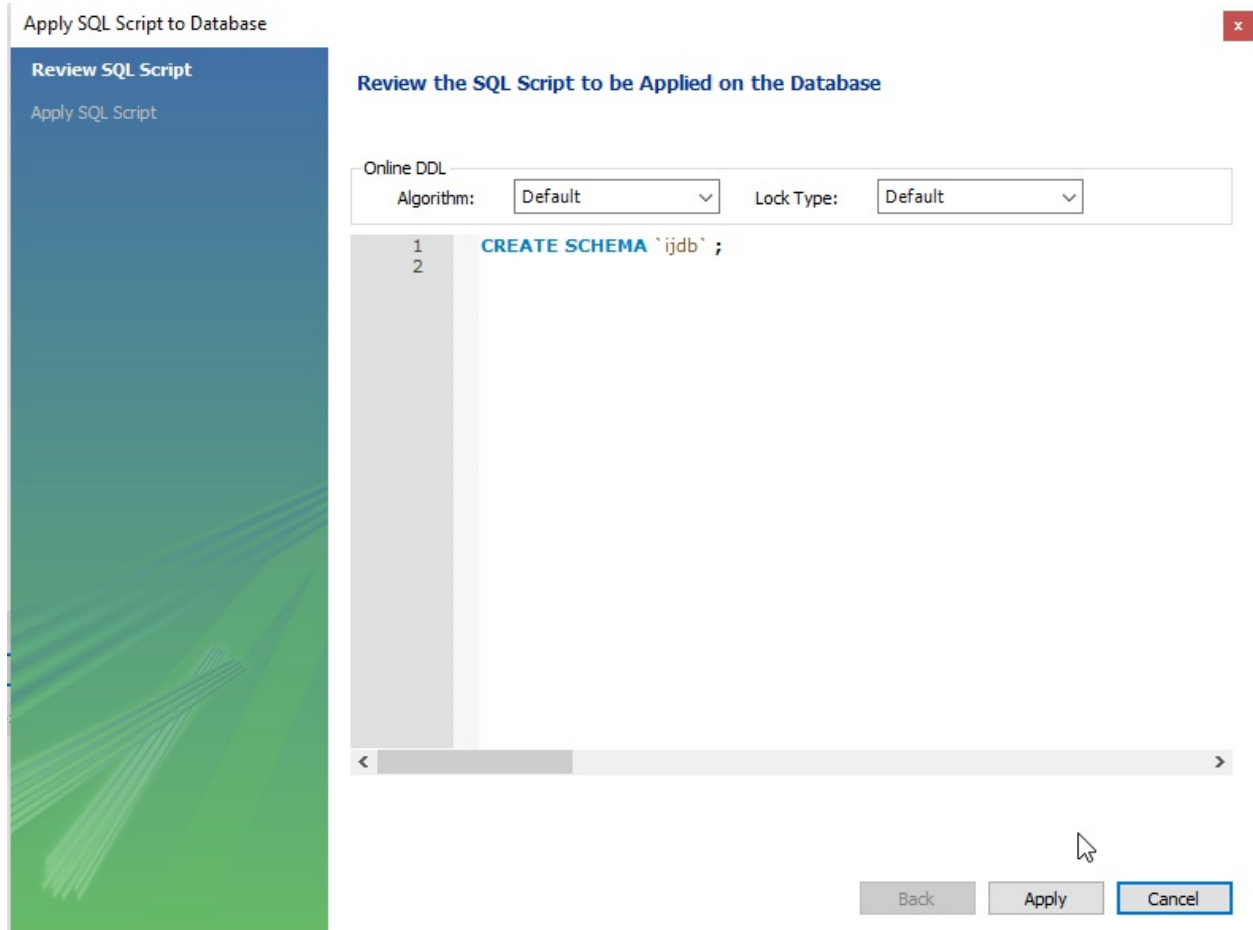 Apply SQL Script to Database
x
Review SQL Script
Apply SQL Script
Review the SQL Script to be Applied on the Database
Online DDL
Algorithm: Default Lock Type: Default
1 CREATE SCHEMA `ijdb` ;
2
Back Apply Cancel